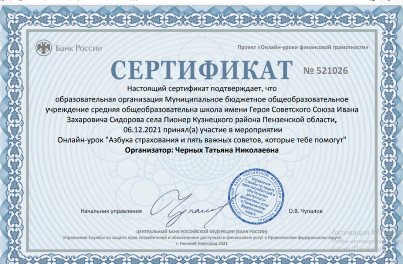 Банк России
Проект «Онлайн-уроки финансовой грамотности»
СЕРТИФИКАТ № 521026
Настоящий сертификат подтверждает, что
образовательная организация Муниципальное бюджетное общеобразовательное
учреждение средняя общеобразовательна школа имени Героя Советского Союза Ивана
Захаровича Сидорова села Пионер Кузнецкого района Пензенской области,
06.12.2021 принял(а) участие в мероприятии
Онлайн-урок "Азбука страхования и пять важных советов, которые тебе помогут"
Организатор: Черных Татьяна Николаевна
Начальник управления
О.В. Чупалов
ЦЕНТРАЛЬНЫЙ БАНК РОССИЙСКОЙ ФЕДЕРАЦИИ (БАНК РОССИИ)
Управление Службы по защите прав потребителей и обеспечению доступности финансовых услуг в Приволжском федеральном округе
г. Нижний Новгород 2021